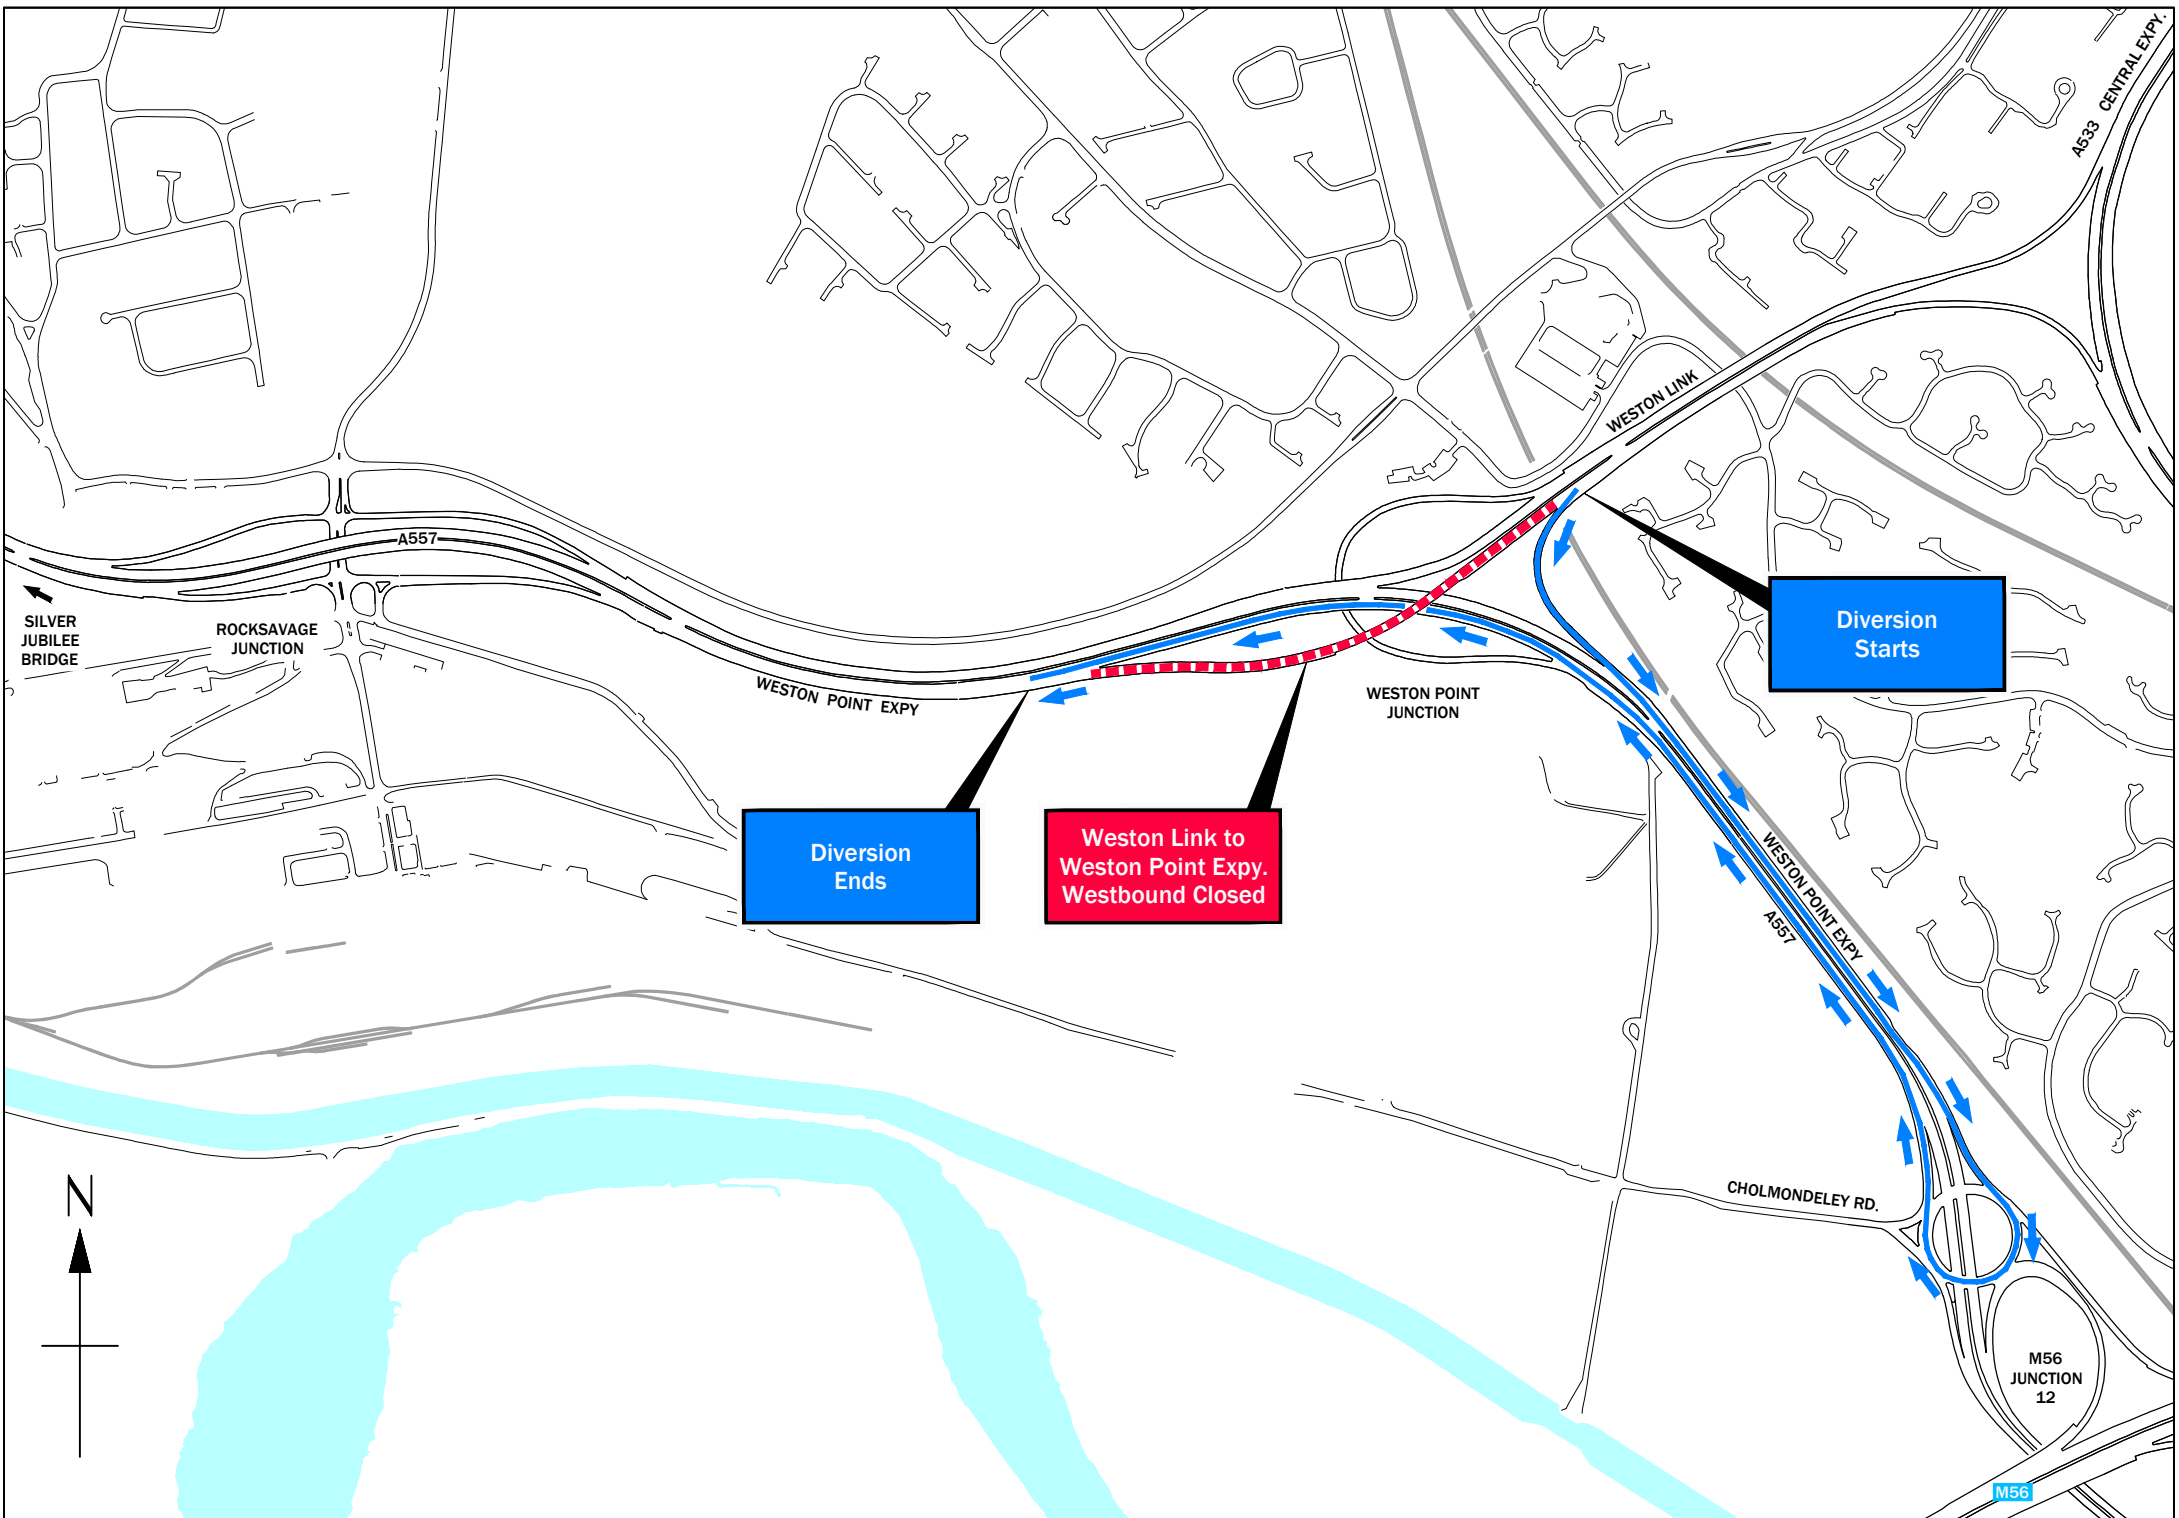 A533 CENTRAL EXPY.
WESTON LINK
A557
SILVER
JUBILEE
BRIDGE
ROCKSAVAGE
JUNCTION
Diversion
Starts
WESTON POINT EXPY
WESTON POINT
JUNCTION
Diversion
Ends
Weston Link to
Weston Point Expy.
Westbound Closed
WESTON POINT EXPY
A557
N
CHOLMONDELEY RD.
M56
JUNCTION
12
M56